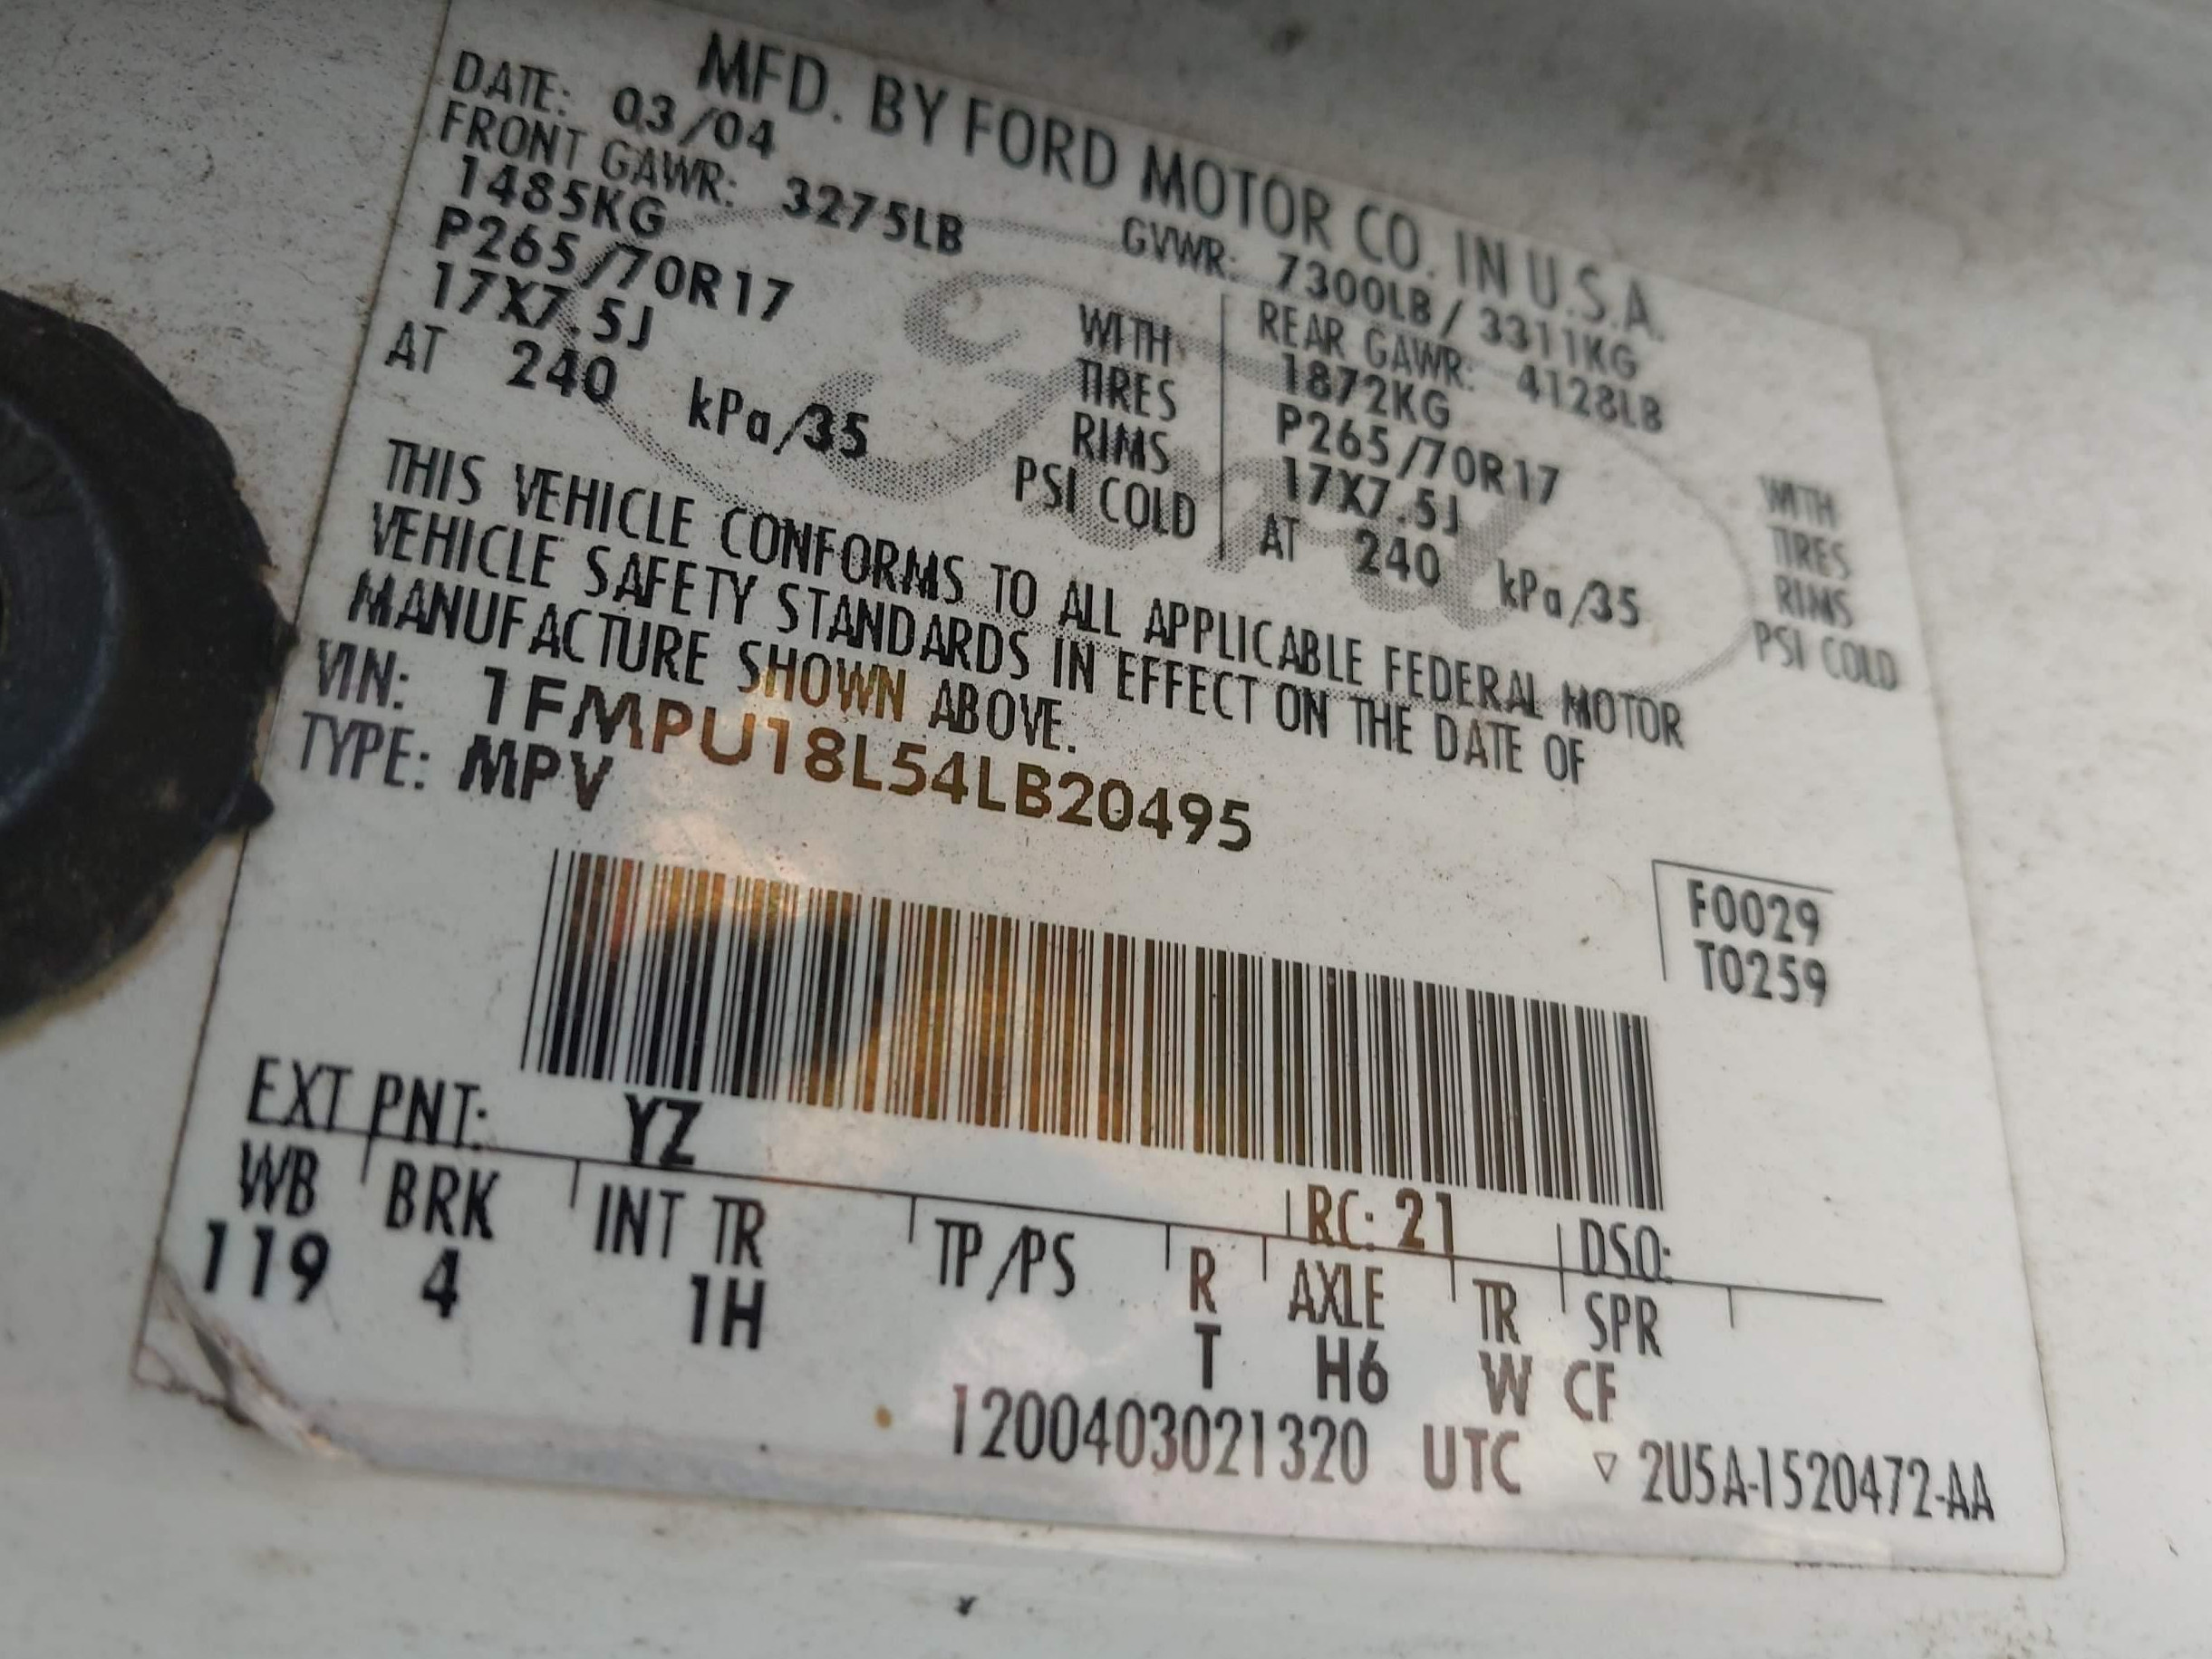 MFD. BY FORD MOTOR CO. IN U.S.A.
DATE: 03/04
GVWR: 7300LB / 3311KG
FRONT GAWR: 3275LB
1485KG WITH
P265/70R17 TIRES
17X7.5J RIMS
AT 240 kPa/35 PSI COLD
REAR GAWR: 4128LB
1872KG WITH
P265/70R17 TIRES
17X7.5J RIMS
AT 240 kPa/35 PSI COLD
Ford
THIS VEHICLE CONFORMS TO ALL APPLICABLE FEDERAL MOTOR
VEHICLE SAFETY STANDARDS IN EFFECT ON THE DATE OF
MANUFACTURE SHOWN ABOVE.
VIN: 1FMPU18L54LB20495
TYPE: MPV
F0029
T0259
EXT PNT: YZ RC: 21 DSO:
WB BRK INT TR TP/PS R AXLE TR SPR
119 4 1H T H6 W CF
1200403021320 UTC ▽ 2U5A-1520472-AA